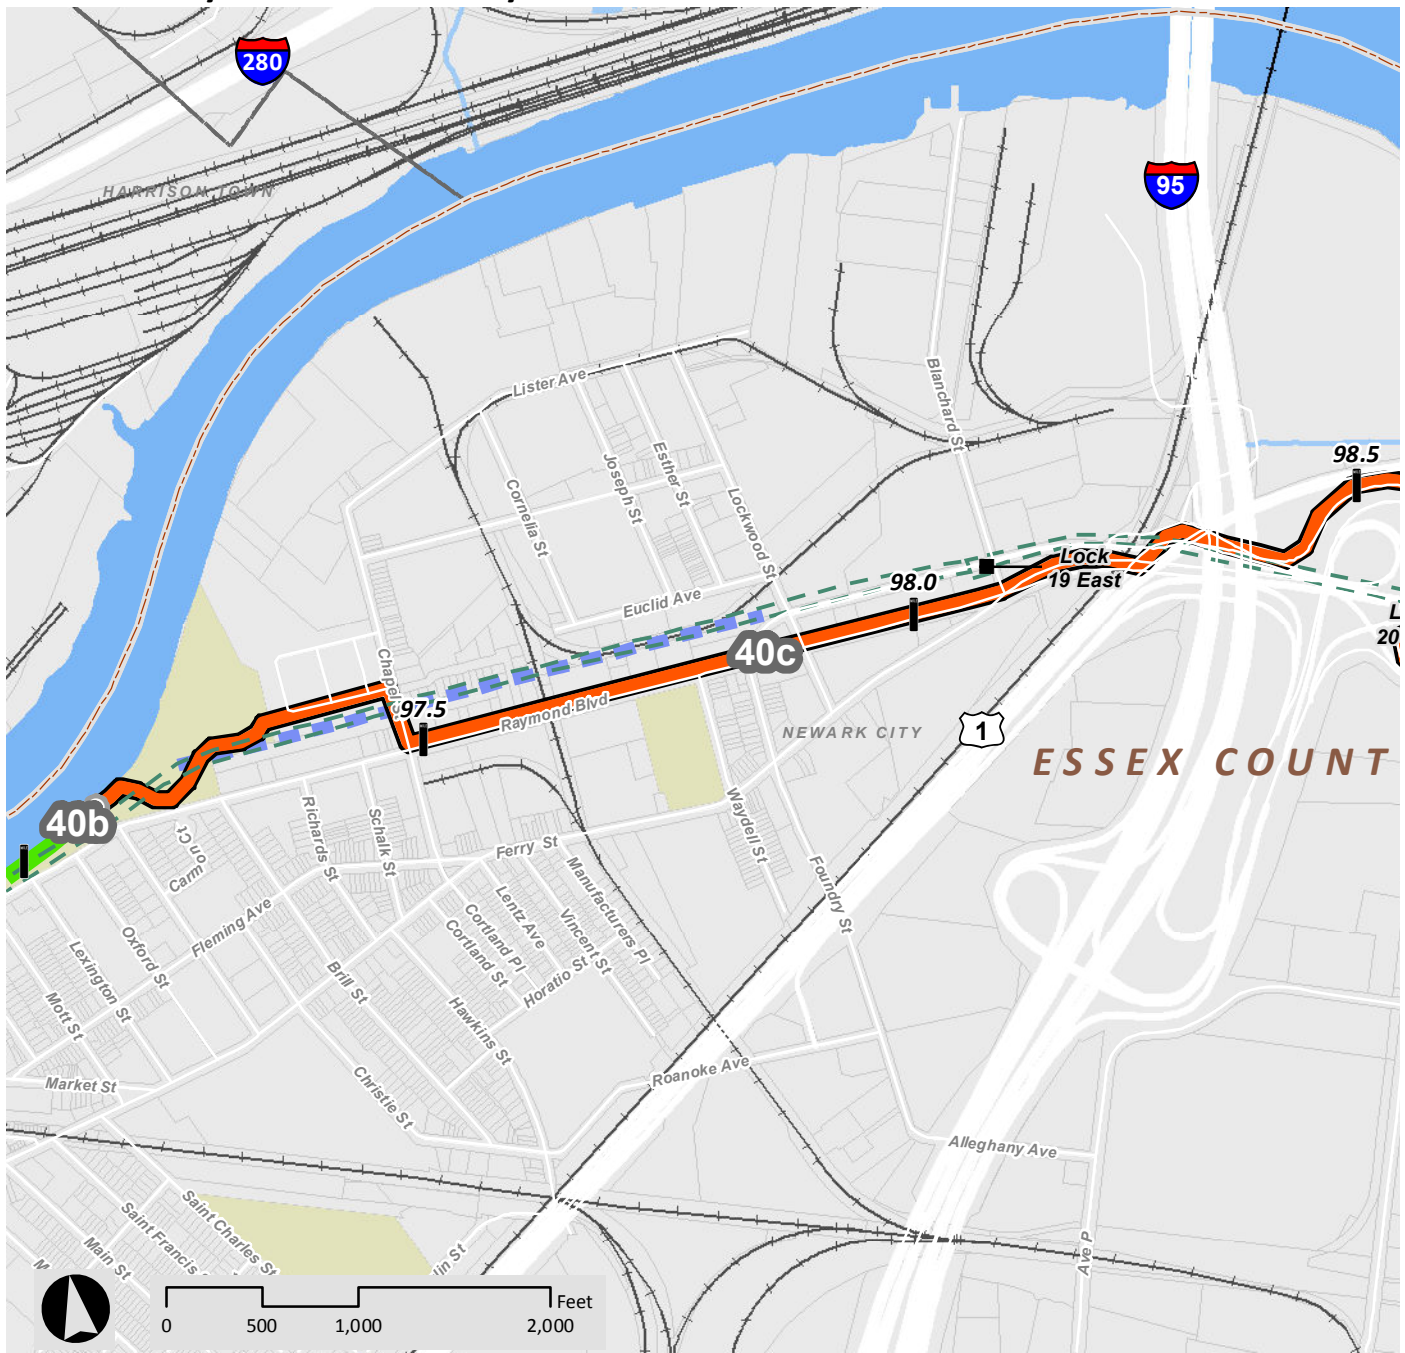 280
HARRISON TOWN
95
Lister Ave
Blanchard St
98.5
Esther St
Joseph St
Cornelia St
Lockwood St
Lock
19 East
98.0
Euclid Ave
40c
Chapel St
97.5
Raymond Blvd
NEWARK CITY
1
ESSEX COUNT
40b
Richards St
Schalk St
Carm
on Ct
Ferry St
Waydell St
Foundry St
Manufacturers Pl
Vincent St
Lentz Ave
Cortland Pl
Cortland St
Horatio St
Fleming Ave
Oxford St
Lexington St
Mott St
Brill St
Hawkins St
Market St
Christie St
Roanoke Ave
Alleghany Ave
Ave P
Saint Charles St
Saint Francis
Main St
lin St
Feet
0
500
1,000
2,000